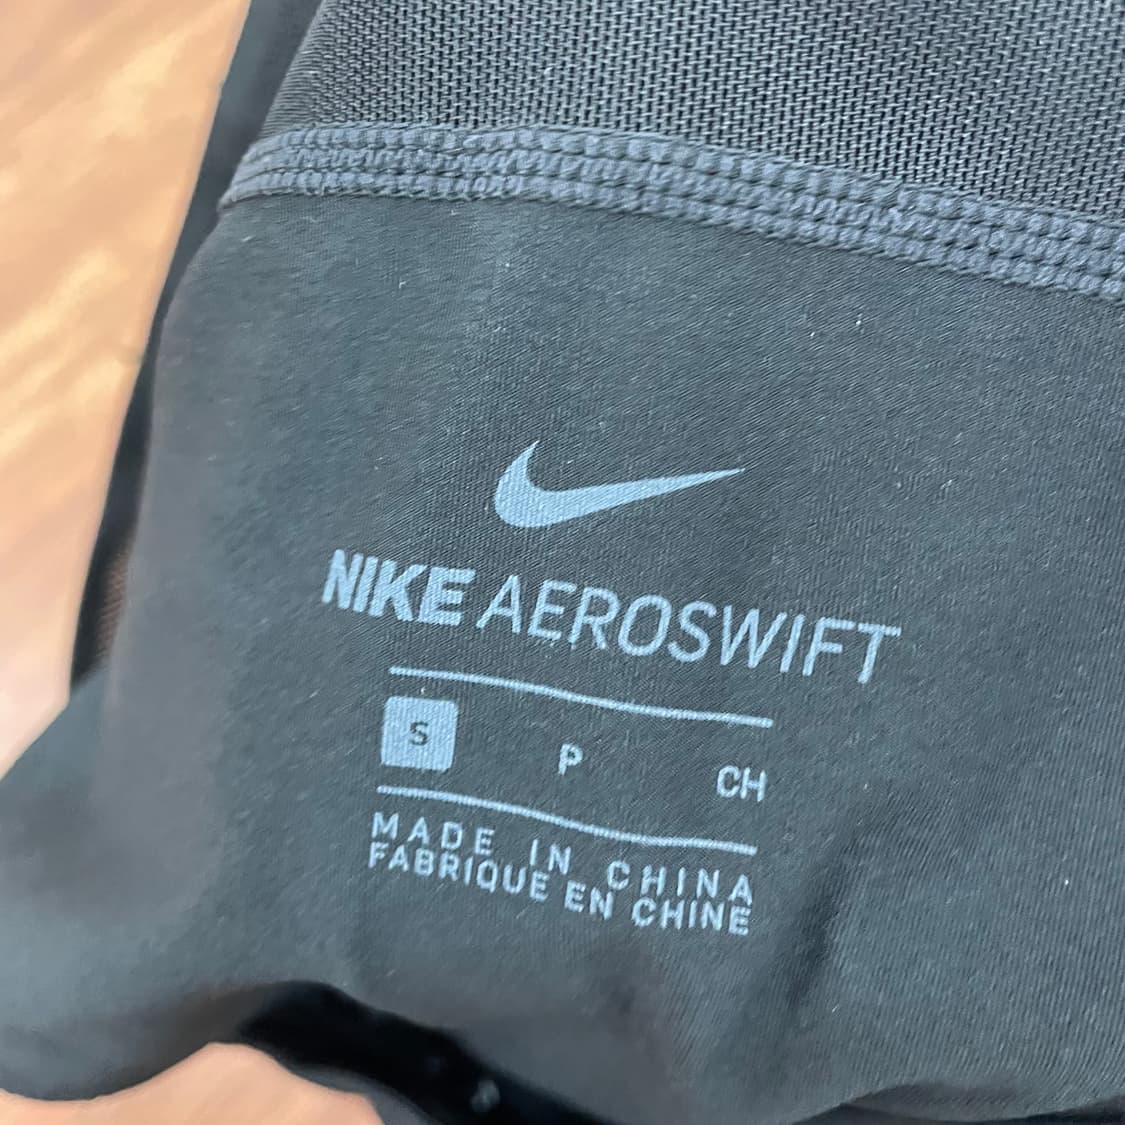 NIKE AEROSWIFT
S P CH
MADE IN CHINA
FABRIQUE EN CHINE